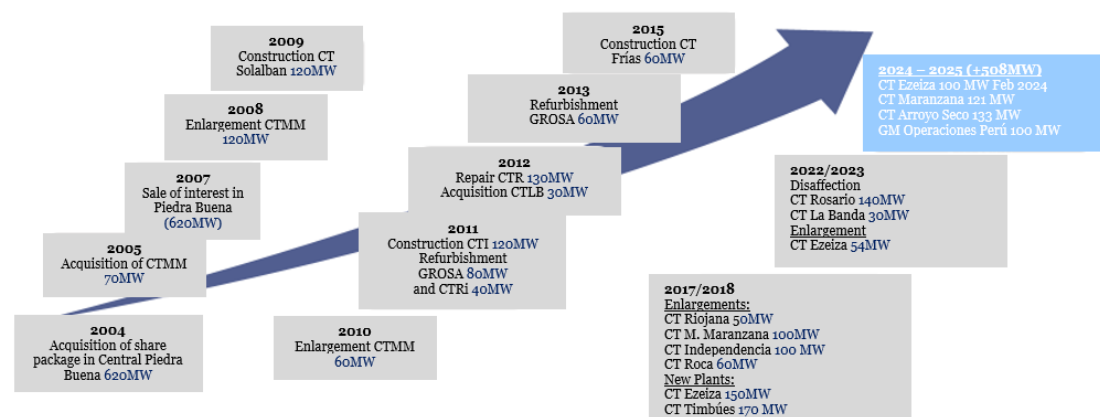 2004
Acquisition of share
package in Central Piedra
Buena 620MW
2005
Acquisition of CTMM
70MW
2007
Sale of interest in
Piedra Buena
(620MW)
2008
Enlargement CTMM
120MW
2009
Construction CT
Solalban 120MW
2010
Enlargement CTMM
60MW
2011
Construction CTI 120MW
Refurbishment
GROSA 80MW
and CTRi 40MW
2012
Repair CTR 130MW
Acquisition CTLB 30MW
2013
Refurbishment
GROSA 60MW
2015
Construction CT
Frías 60MW
2017/2018
Enlargements:
CT Riojana 50MW
CT M. Maranzana 100MW
CT Independencia 100 MW
CT Roca 60MW
New Plants:
CT Ezeiza 150MW
CT Timbúes 170 MW
2022/2023
Disaffection
CT Rosario 140MW
CT La Banda 30MW
Enlargement
CT Ezeiza 54MW
2024 – 2025 (+508MW)
CT Ezeiza 100 MW Feb 2024
CT Maranzana 121 MW
CT Arroyo Seco 133 MW
GM Operaciones Perú 100 MW